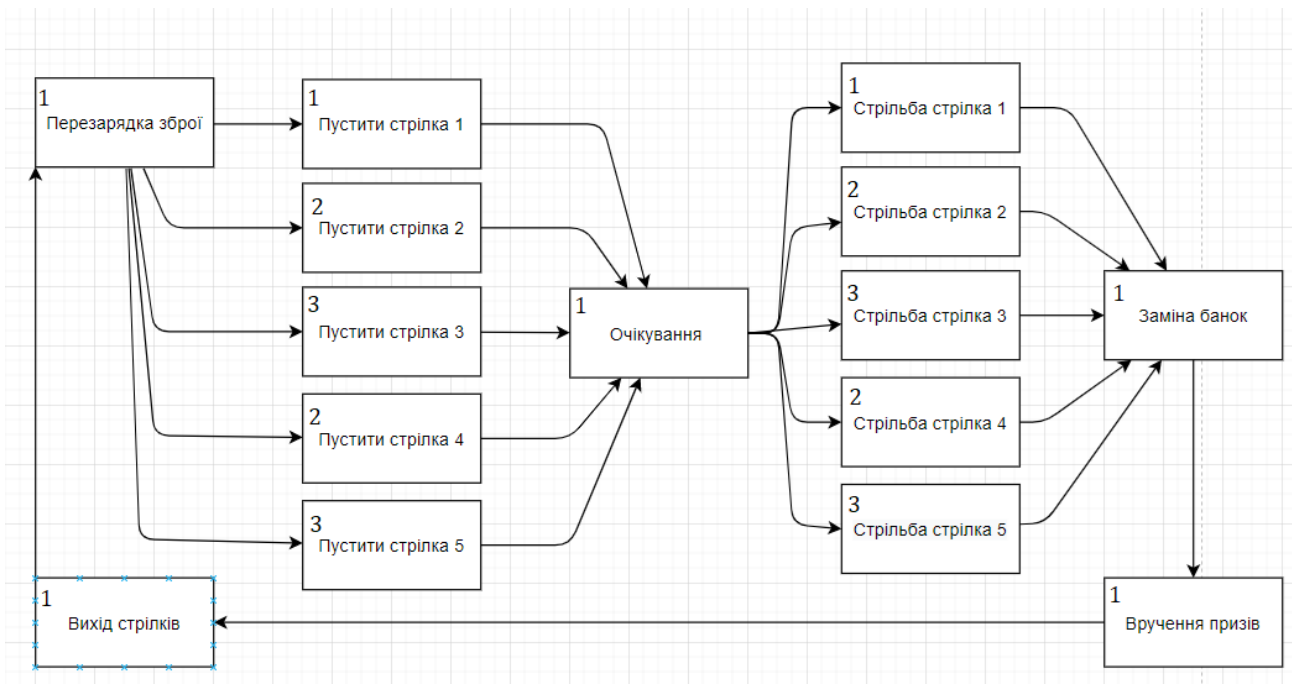 1
Перезарядка зброї
1
Пустити стрілка 1
2
Пустити стрілка 2
3
Пустити стрілка 3
2
Пустити стрілка 4
3
Пустити стрілка 5
1
Очікування
1
Стрільба стрілка 1
2
Стрільба стрілка 2
3
Стрільба стрілка 3
2
Стрільба стрілка 4
3
Стрільба стрілка 5
1
Заміна банок
1
Вручення призів
1
Вихід стрілків